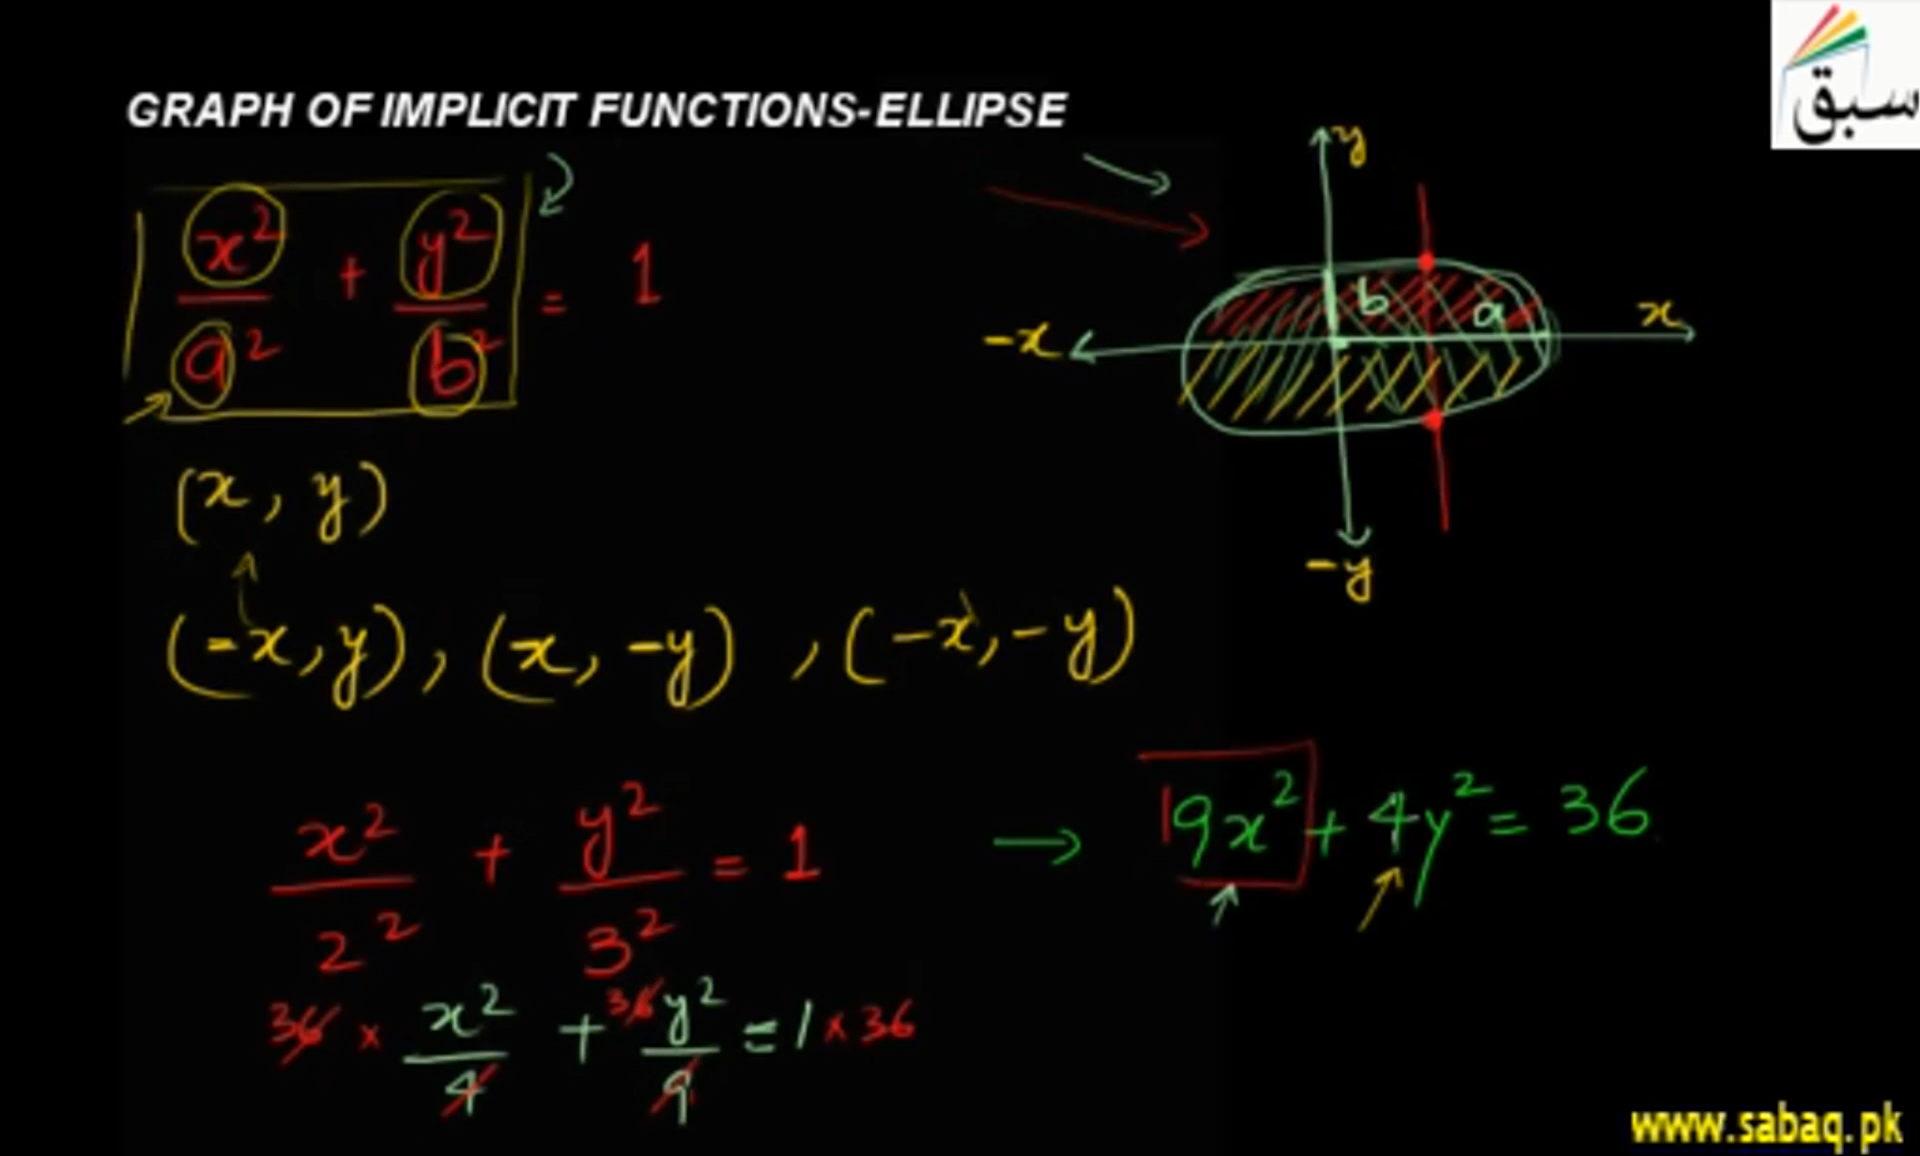 سبق
GRAPH OF IMPLICIT FUNCTIONS-ELLIPSE
x²/a² + y²/b² = 1
y
b
a
-x
x
-y
(x, y)
(-x, y), (x, -y), (-x, -y)
x²/2² + y²/3² = 1 → 9x² + 4y² = 36
36 × x²/4 + 36 y²/9 = 1 × 36
www.sabaq.pk